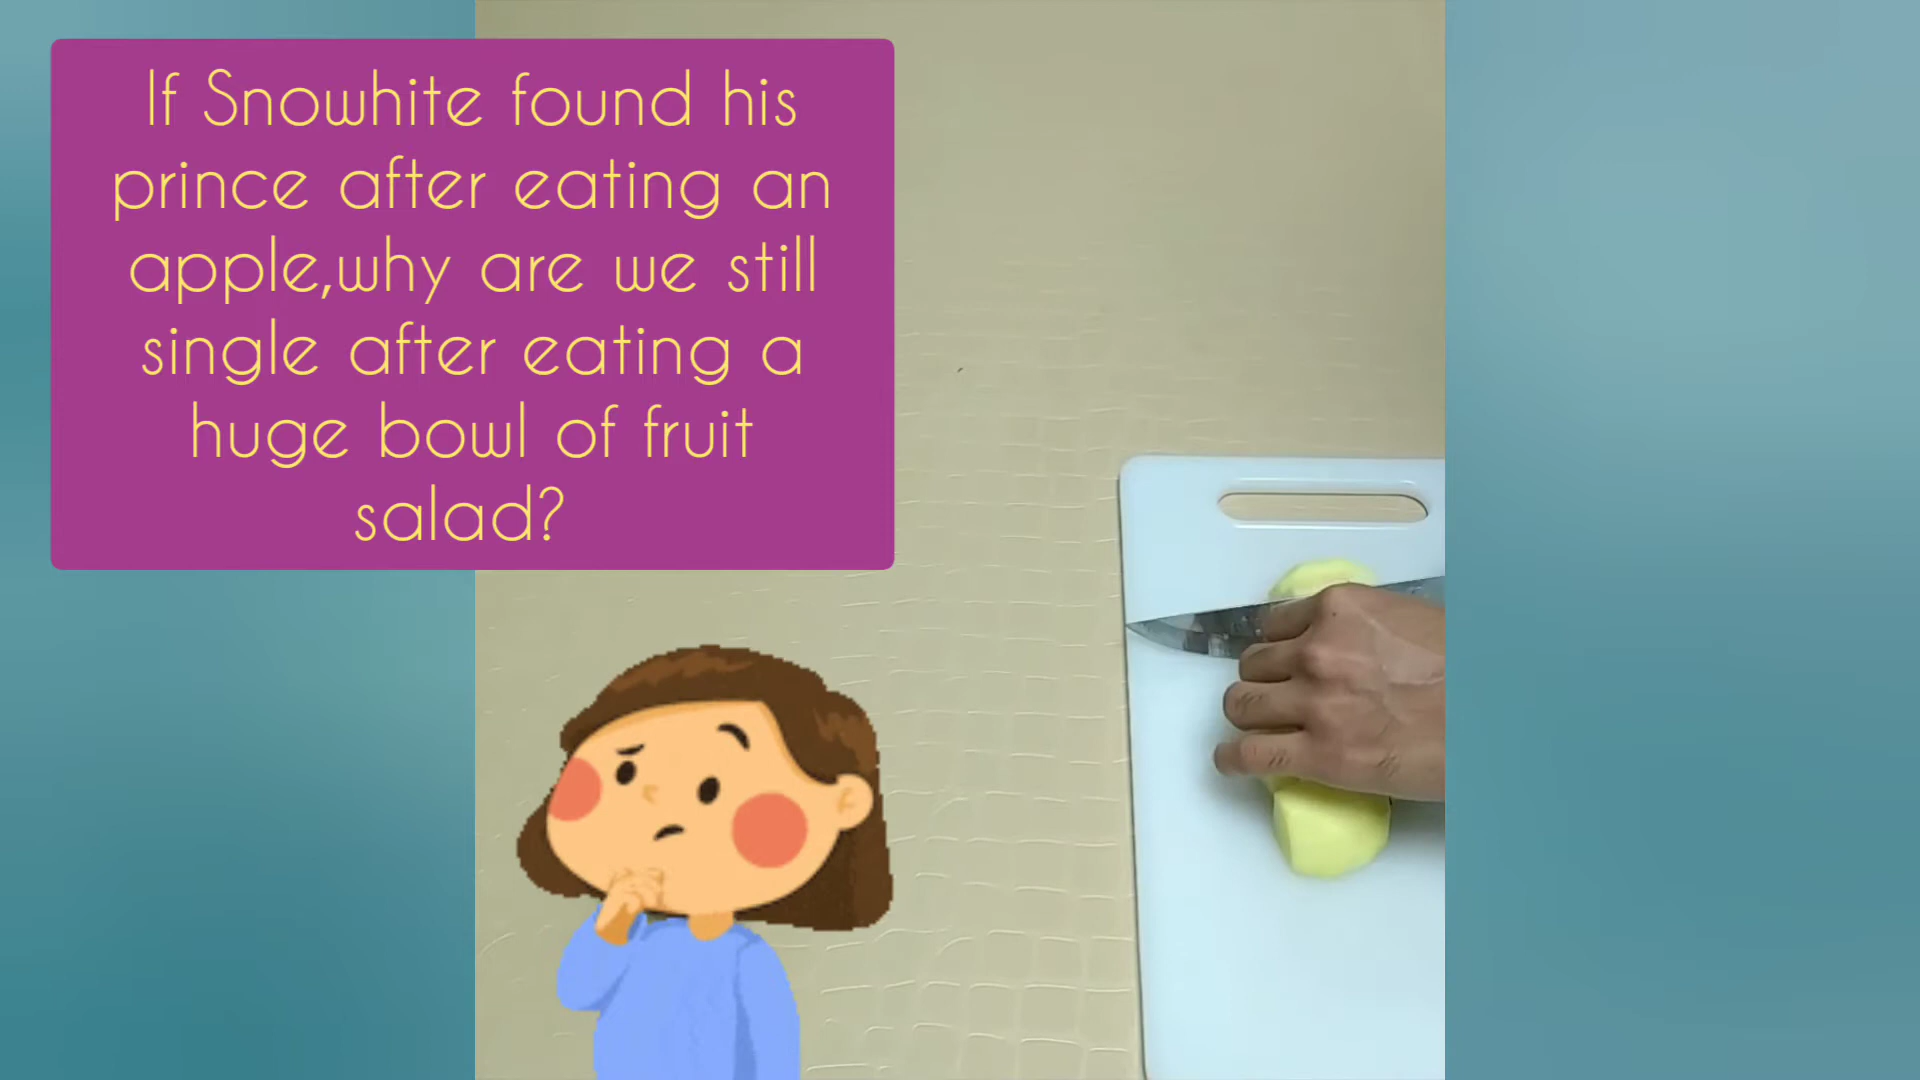 If Snowhite found his
prince after eating an
apple,why are we still
single after eating a
huge bowl of fruit
salad?